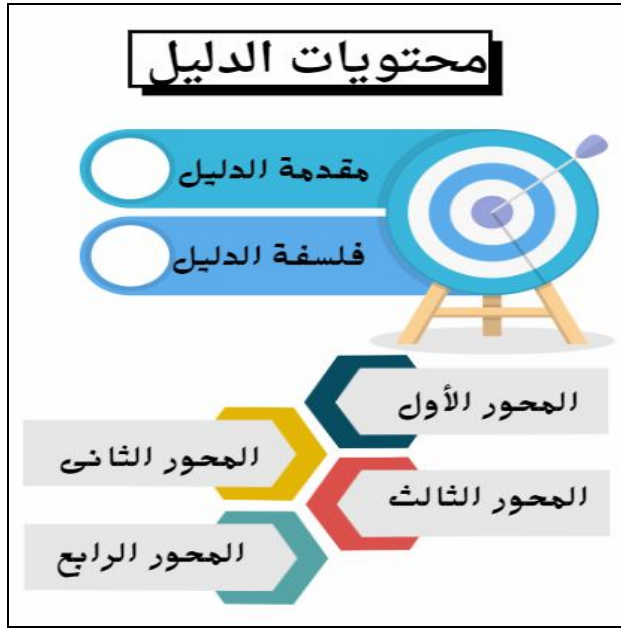 محتويات الدليل
مقدمة الدليل
فلسفة الدليل
المحور الأول
المحور الثانى
المحور الثالث
المحور الرابع